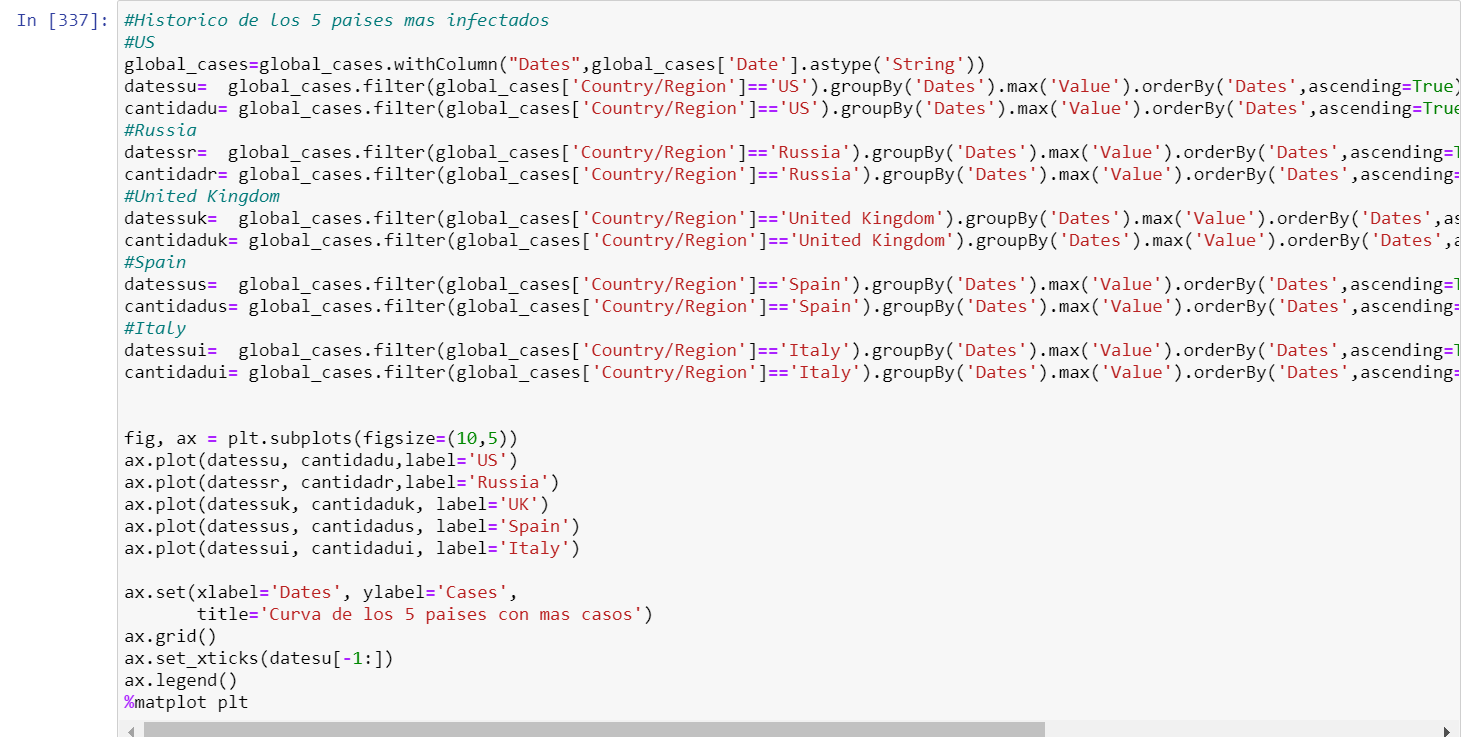 In [337]: #Historico de los 5 paises mas infectados
#US
global_cases=global_cases.withColumn("Dates",global_cases['Date'].astype('String'))
datessu=  global_cases.filter(global_cases['Country/Region']=='US').groupBy('Dates').max('Value').orderBy('Dates',ascending=True)
cantidadu= global_cases.filter(global_cases['Country/Region']=='US').groupBy('Dates').max('Value').orderBy('Dates',ascending=True
#Russia
datessr=  global_cases.filter(global_cases['Country/Region']=='Russia').groupBy('Dates').max('Value').orderBy('Dates',ascending=
cantidadr= global_cases.filter(global_cases['Country/Region']=='Russia').groupBy('Dates').max('Value').orderBy('Dates',ascending=
#United Kingdom
datessuk=  global_cases.filter(global_cases['Country/Region']=='United Kingdom').groupBy('Dates').max('Value').orderBy('Dates',as
cantidaduk= global_cases.filter(global_cases['Country/Region']=='United Kingdom').groupBy('Dates').max('Value').orderBy('Dates',
#Spain
datessus=  global_cases.filter(global_cases['Country/Region']=='Spain').groupBy('Dates').max('Value').orderBy('Dates',ascending=
cantidadus= global_cases.filter(global_cases['Country/Region']=='Spain').groupBy('Dates').max('Value').orderBy('Dates',ascending=
#Italy
datessui=  global_cases.filter(global_cases['Country/Region']=='Italy').groupBy('Dates').max('Value').orderBy('Dates',ascending=
cantidadui= global_cases.filter(global_cases['Country/Region']=='Italy').groupBy('Dates').max('Value').orderBy('Dates',ascending=
fig, ax = plt.subplots(figsize=(10,5))
ax.plot(datessu, cantidadu,label='US')
ax.plot(datessr, cantidadr,label='Russia')
ax.plot(datessuk, cantidaduk, label='UK')
ax.plot(datessus, cantidadus, label='Spain')
ax.plot(datessui, cantidadui, label='Italy')
ax.set(xlabel='Dates', ylabel='Cases',
       title='Curva de los 5 paises con mas casos')
ax.grid()
ax.set_xticks(datesu[-1:])
ax.legend()
%matplot plt